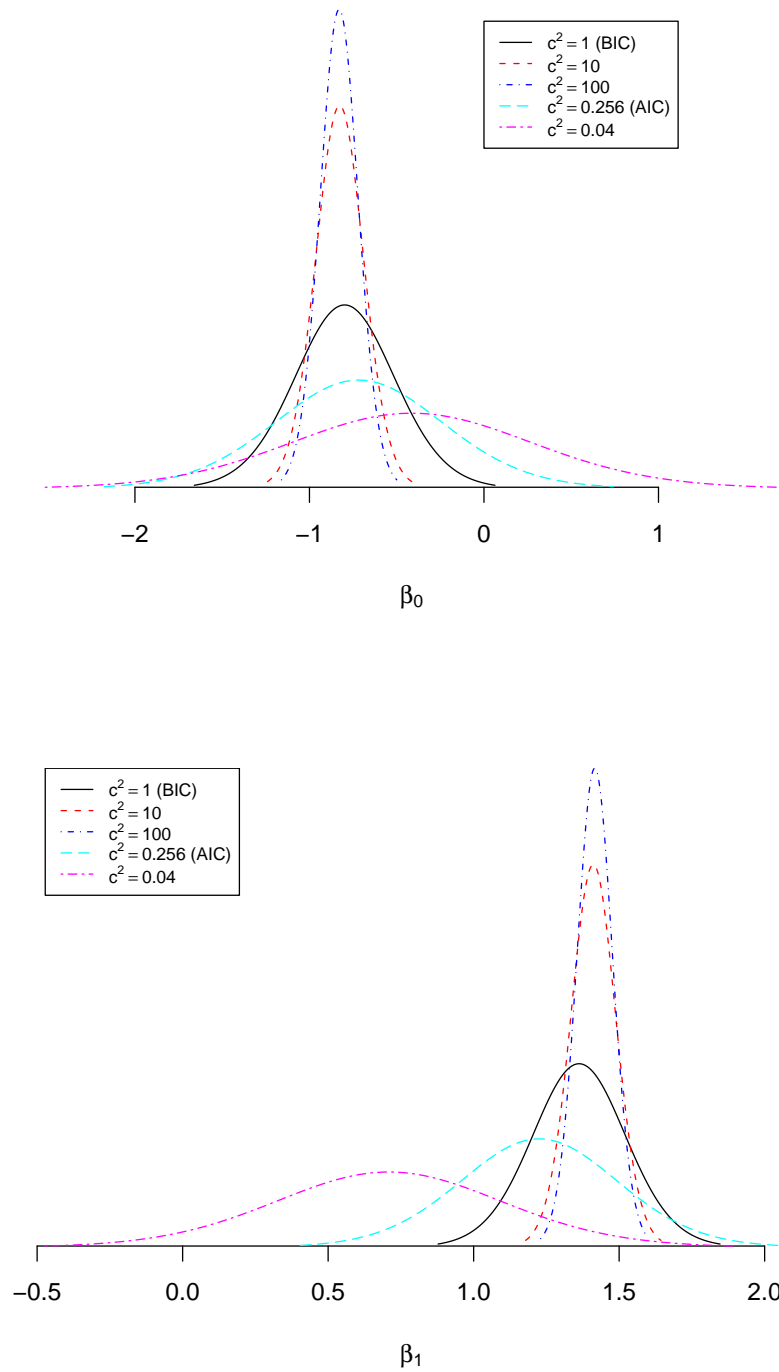 c² = 1 (BIC)
c² = 10
c² = 100
c² = 0.256 (AIC)
c² = 0.04
−2 −1 0 1
β₀
c² = 1 (BIC)
c² = 10
c² = 100
c² = 0.256 (AIC)
c² = 0.04
−0.5 0.0 0.5 1.0 1.5 2.0
β₁